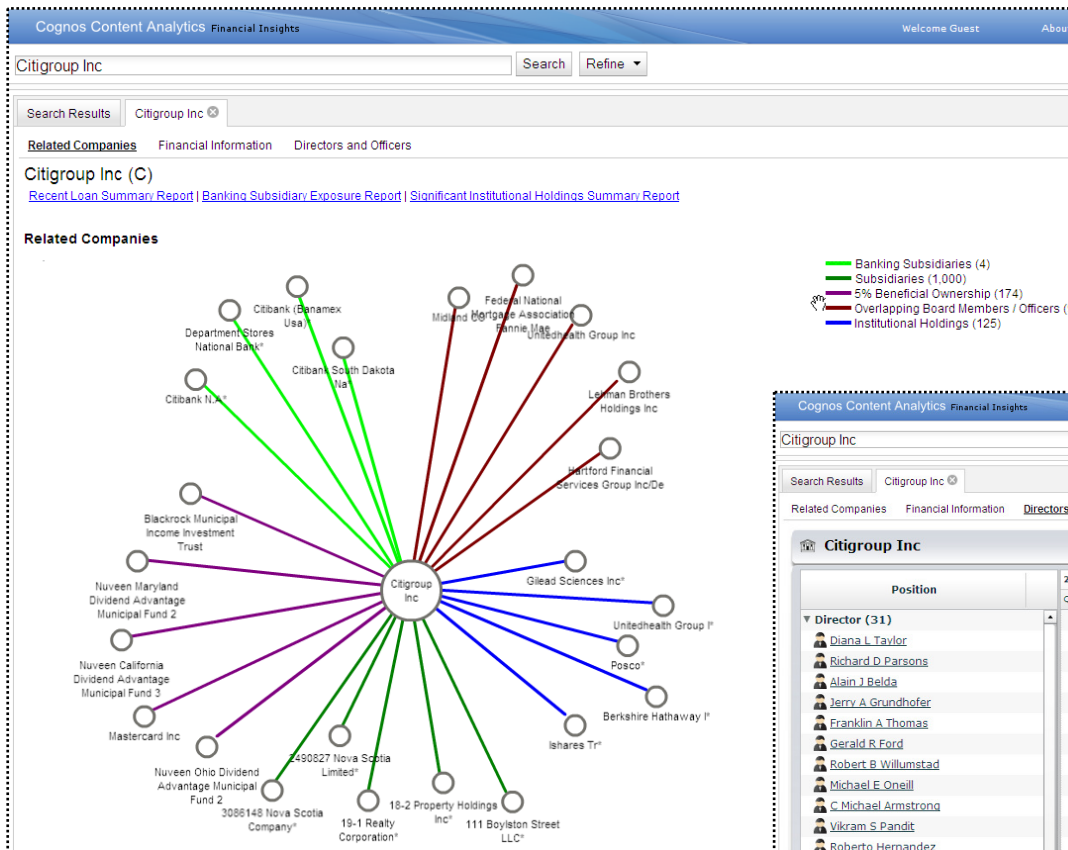 Cognos Content Analytics Financial Insights
Welcome Guest
Abou
Citigroup Inc
Search
Refine
Search Results
Citigroup Inc
Related Companies
Financial Information
Directors and Officers
Citigroup Inc (C)
Recent Loan Summary Report | Banking Subsidiary Exposure Report | Significant Institutional Holdings Summary Report
Related Companies
Banking Subsidiaries (4)
Subsidiaries (1,000)
5% Beneficial Ownership (174)
Overlapping Board Members / Officers (
Institutional Holdings (125)
Citibank (Banamex
Usa)*
Department Stores
National Bank*
Citibank South Dakota
Na*
Citibank N.A*
Midland CO
Federal National
Mortgage Association
Fannie Mae
Unitedhealth Group Inc
Lehman Brothers
Holdings Inc
Hartford Financial
Services Group Inc/De
Blackrock Municipal
Income Investment
Trust
Nuveen Maryland
Dividend Advantage
Municipal Fund 2
Nuveen California
Dividend Advantage
Municipal Fund 3
Mastercard Inc
Nuveen Ohio Dividend
Advantage Municipal
Fund 2
Citigroup
Inc
Gilead Sciences Inc*
Unitedhealth Group I*
Posco*
Berkshire Hathaway I*
Ishares Tr*
2490827 Nova Scotia
Limited*
3086148 Nova Scotia
Company*
19-1 Realty
Corporation*
18-2 Property Holdings
Inc*
111 Boylston Street
LLC*
Cognos Content Analytics Financial Insights
Citigroup Inc
Search Results
Citigroup Inc
Related Companies
Financial Information
Directors
Citigroup Inc
Position
Director (31)
Diana L Taylor
Richard D Parsons
Alain J Belda
Jerry A Grundhofer
Franklin A Thomas
Gerald R Ford
Robert B Willumstad
Michael E Oneill
C Michael Armstrong
Vikram S Pandit
Roberto Hernandez